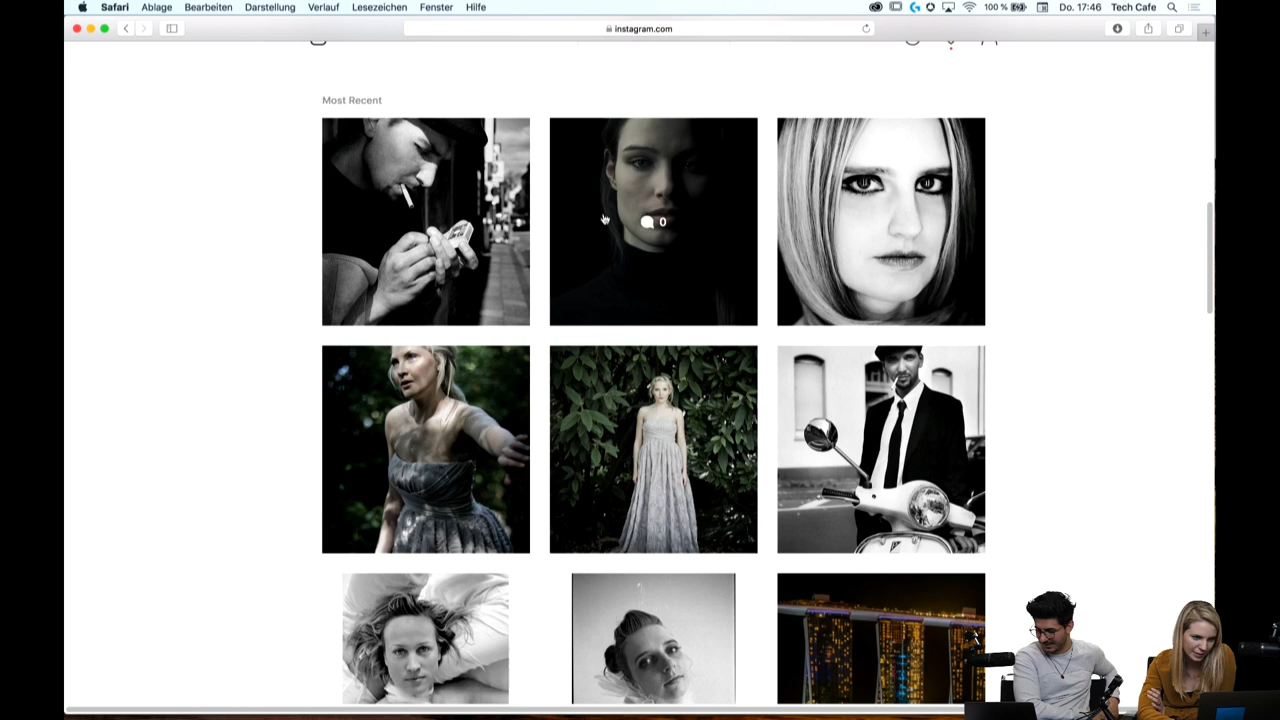 Safari Ablage Bearbeiten Darstellung Verlauf Lesezeichen Fenster Hilfe 100 % Do. 17:46 Tech Cafe
instagram.com
Most Recent
0